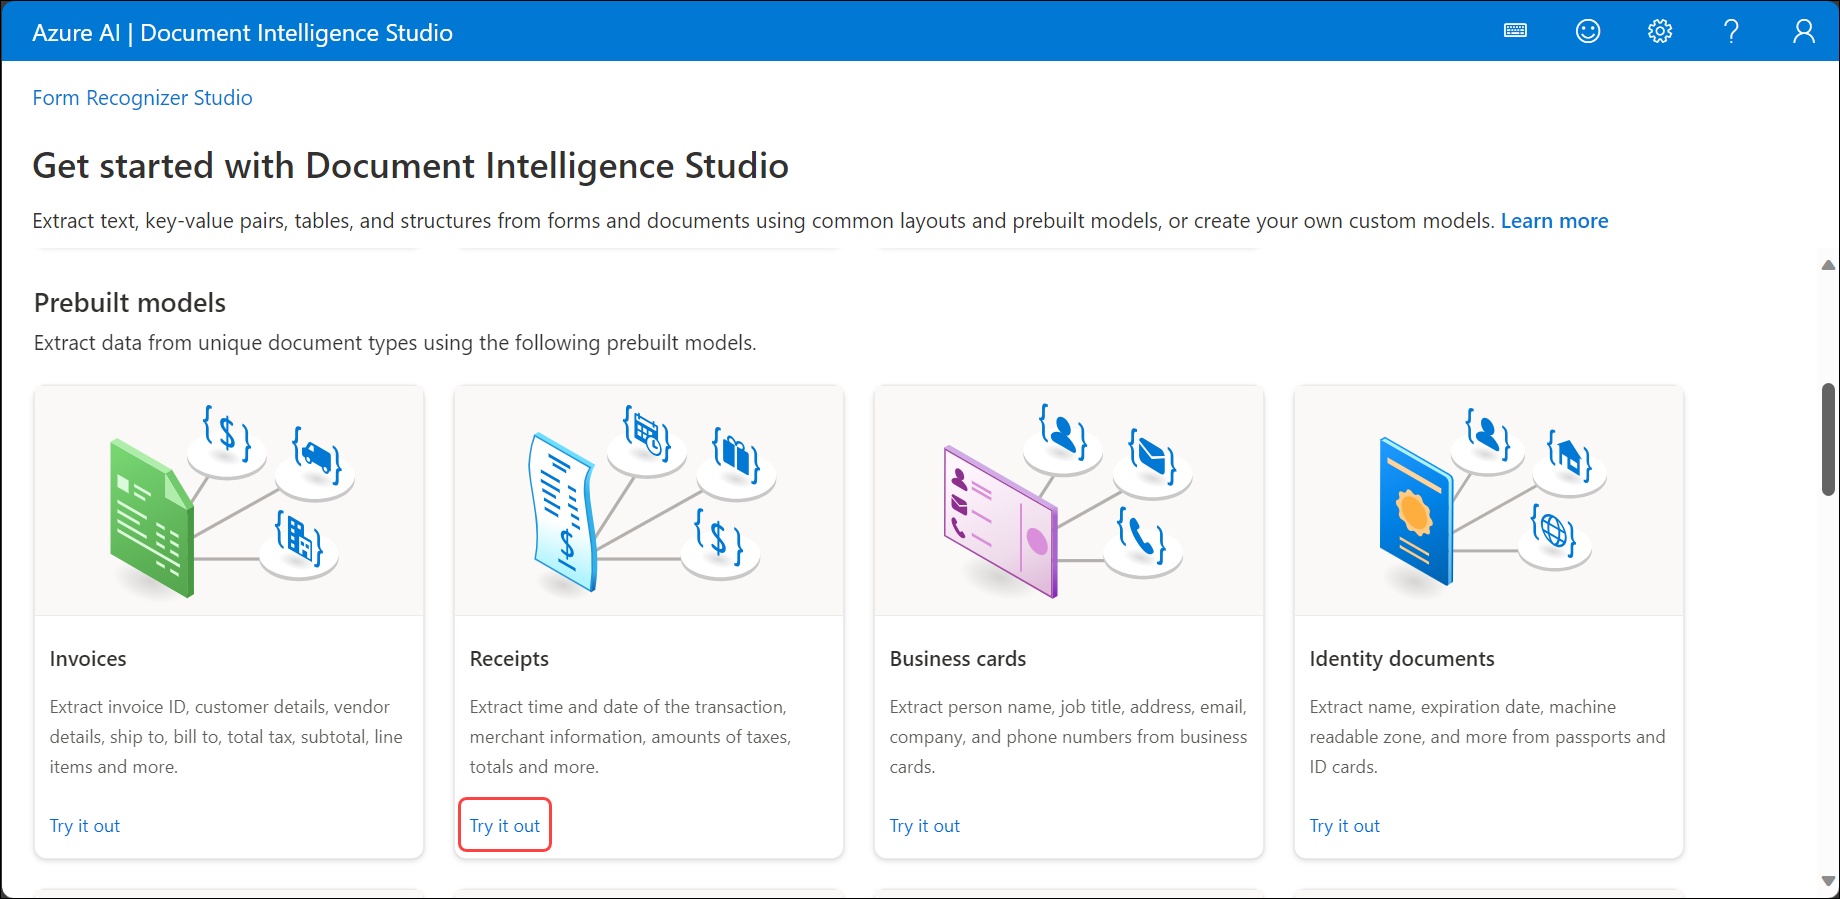 Azure AI | Document Intelligence Studio
Form Recognizer Studio
Get started with Document Intelligence Studio
Extract text, key-value pairs, tables, and structures from forms and documents using common layouts and prebuilt models, or create your own custom models. Learn more
Prebuilt models
Extract data from unique document types using the following prebuilt models.
Invoices
Extract invoice ID, customer details, vendor
details, ship to, bill to, total tax, subtotal, line
items and more.
Try it out
Receipts
Extract time and date of the transaction,
merchant information, amounts of taxes,
totals and more.
Try it out
Business cards
Extract person name, job title, address, email,
company, and phone numbers from business
cards.
Try it out
Identity documents
Extract name, expiration date, machine
readable zone, and more from passports and
ID cards.
Try it out